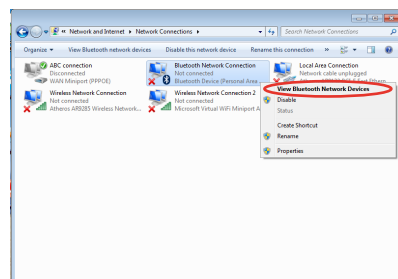 « Network and Internet ▸ Network Connections ▸
Search Network Connections
Organize ▾ View Bluetooth network devices Disable this network device Rename this connection »
ABC connection
Disconnected
WAN Miniport (PPPOE)
Bluetooth Network Connection
Not connected
Bluetooth Device (Personal Area ...
Local Area Connection
Network cable unplugged
Wireless Network Connection
Not connected
Atheros AR9285 Wireless Network...
Wireless Network Connection 2
Not connected
Microsoft Virtual WiFi Miniport A
View Bluetooth Network Devices
Disable
Status
Create Shortcut
Rename
Properties